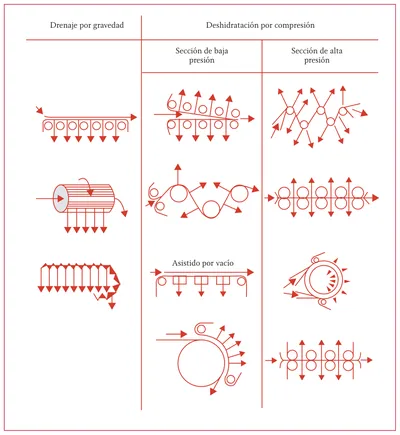 Drenaje por gravedad
Deshidratación por compresión
Sección de baja
presión
Sección de alta
presión
Asistido por vacío